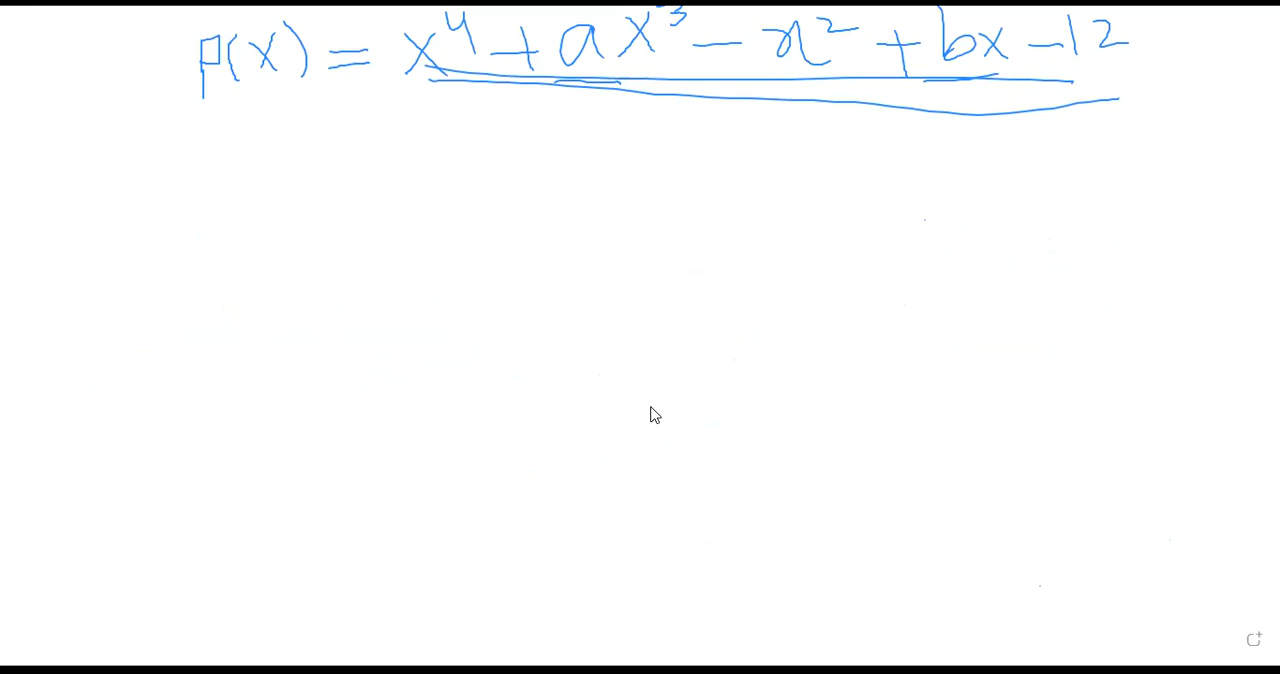 p(x) = x⁴ + ax³ - x² + bx - 12